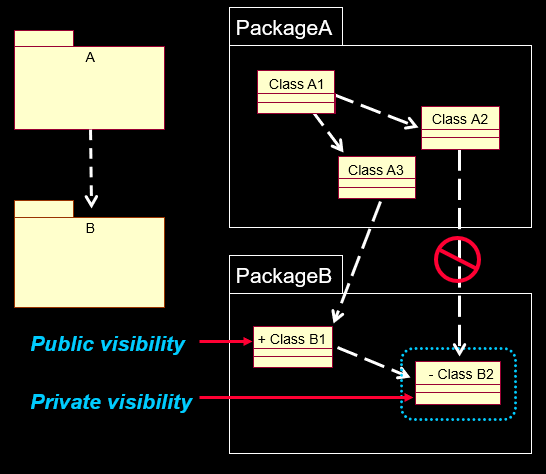 PackageA
A
Class A1
Class A2
Class A3
B
PackageB
Public visibility
+ Class B1
- Class B2
Private visibility